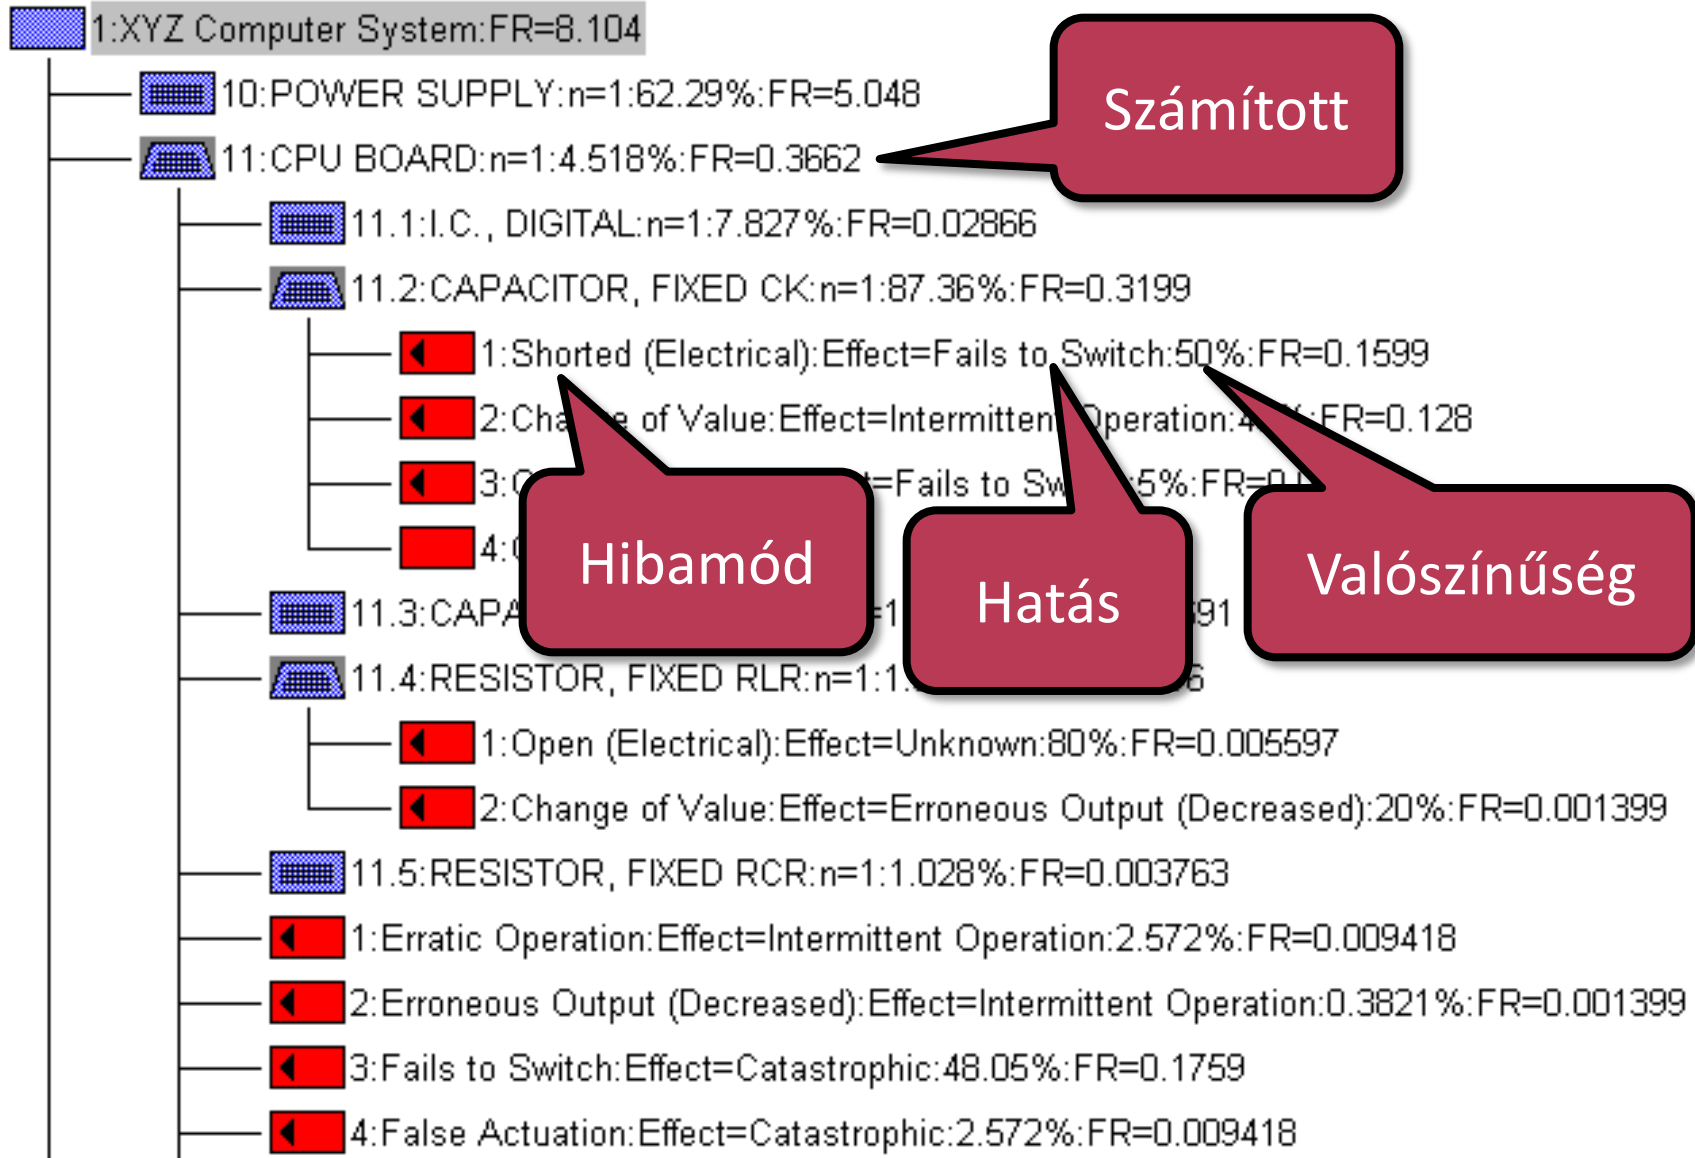 1:XYZ Computer System:FR=8.104
10:POWER SUPPLY:n=1:62.29%:FR=5.048
Számított
11:CPU BOARD:n=1:4.518%:FR=0.3662
11.1:I.C., DIGITAL:n=1:7.827%:FR=0.02866
11.2:CAPACITOR, FIXED CK:n=1:87.36%:FR=0.3199
1:Shorted (Electrical):Effect=Fails to Switch:50%:FR=0.1599
2:Change of Value:Effect=Intermittent Operation: FR=0.128
3: =Fails to :5%:FR=
4:
Hibamód
Hatás
Valószínűség
11.3:
11.4:RESISTOR, FIXED RLR:n=1:1.
1:Open (Electrical):Effect=Unknown:80%:FR=0.005597
2:Change of Value:Effect=Erroneous Output (Decreased):20%:FR=0.001399
11.5:RESISTOR, FIXED RCR:n=1:1.028%:FR=0.003763
1:Erratic Operation:Effect=Intermittent Operation:2.572%:FR=0.009418
2:Erroneous Output (Decreased):Effect=Intermittent Operation:0.3821%:FR=0.001399
3:Fails to Switch:Effect=Catastrophic:48.05%:FR=0.1759
4:False Actuation:Effect=Catastrophic:2.572%:FR=0.009418